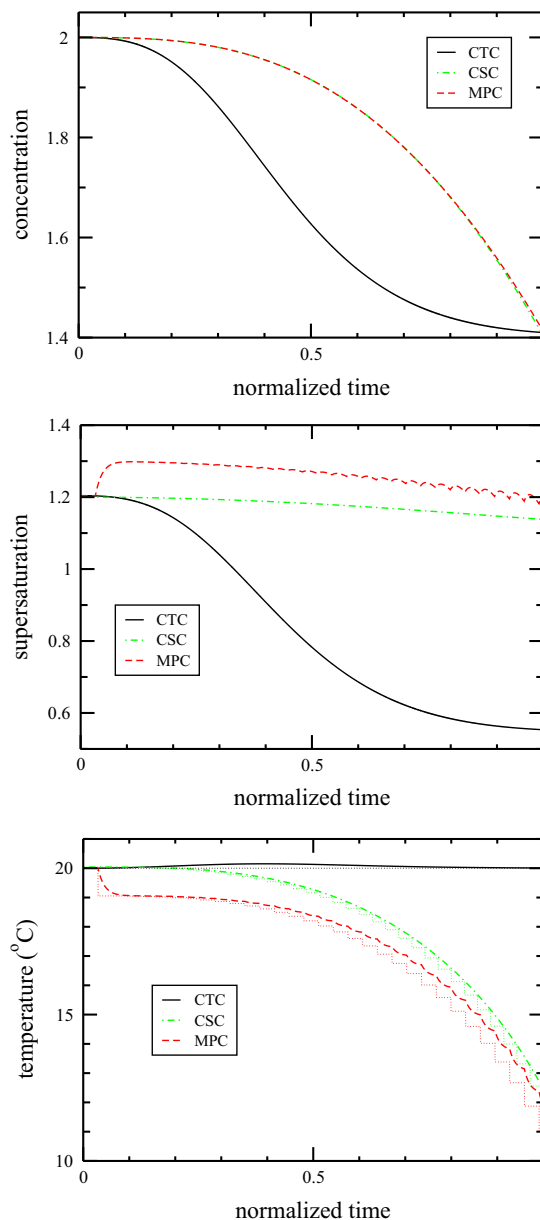 2
CTC
CSC
MPC
1.8
concentration
1.6
1.4
0
0.5
normalized time
1.4
1.2
1
supersaturation
CTC
CSC
MPC
0.8
0.6
0
0.5
normalized time
20
temperature (°C)
15
CTC
CSC
MPC
10
0
0.5
normalized time